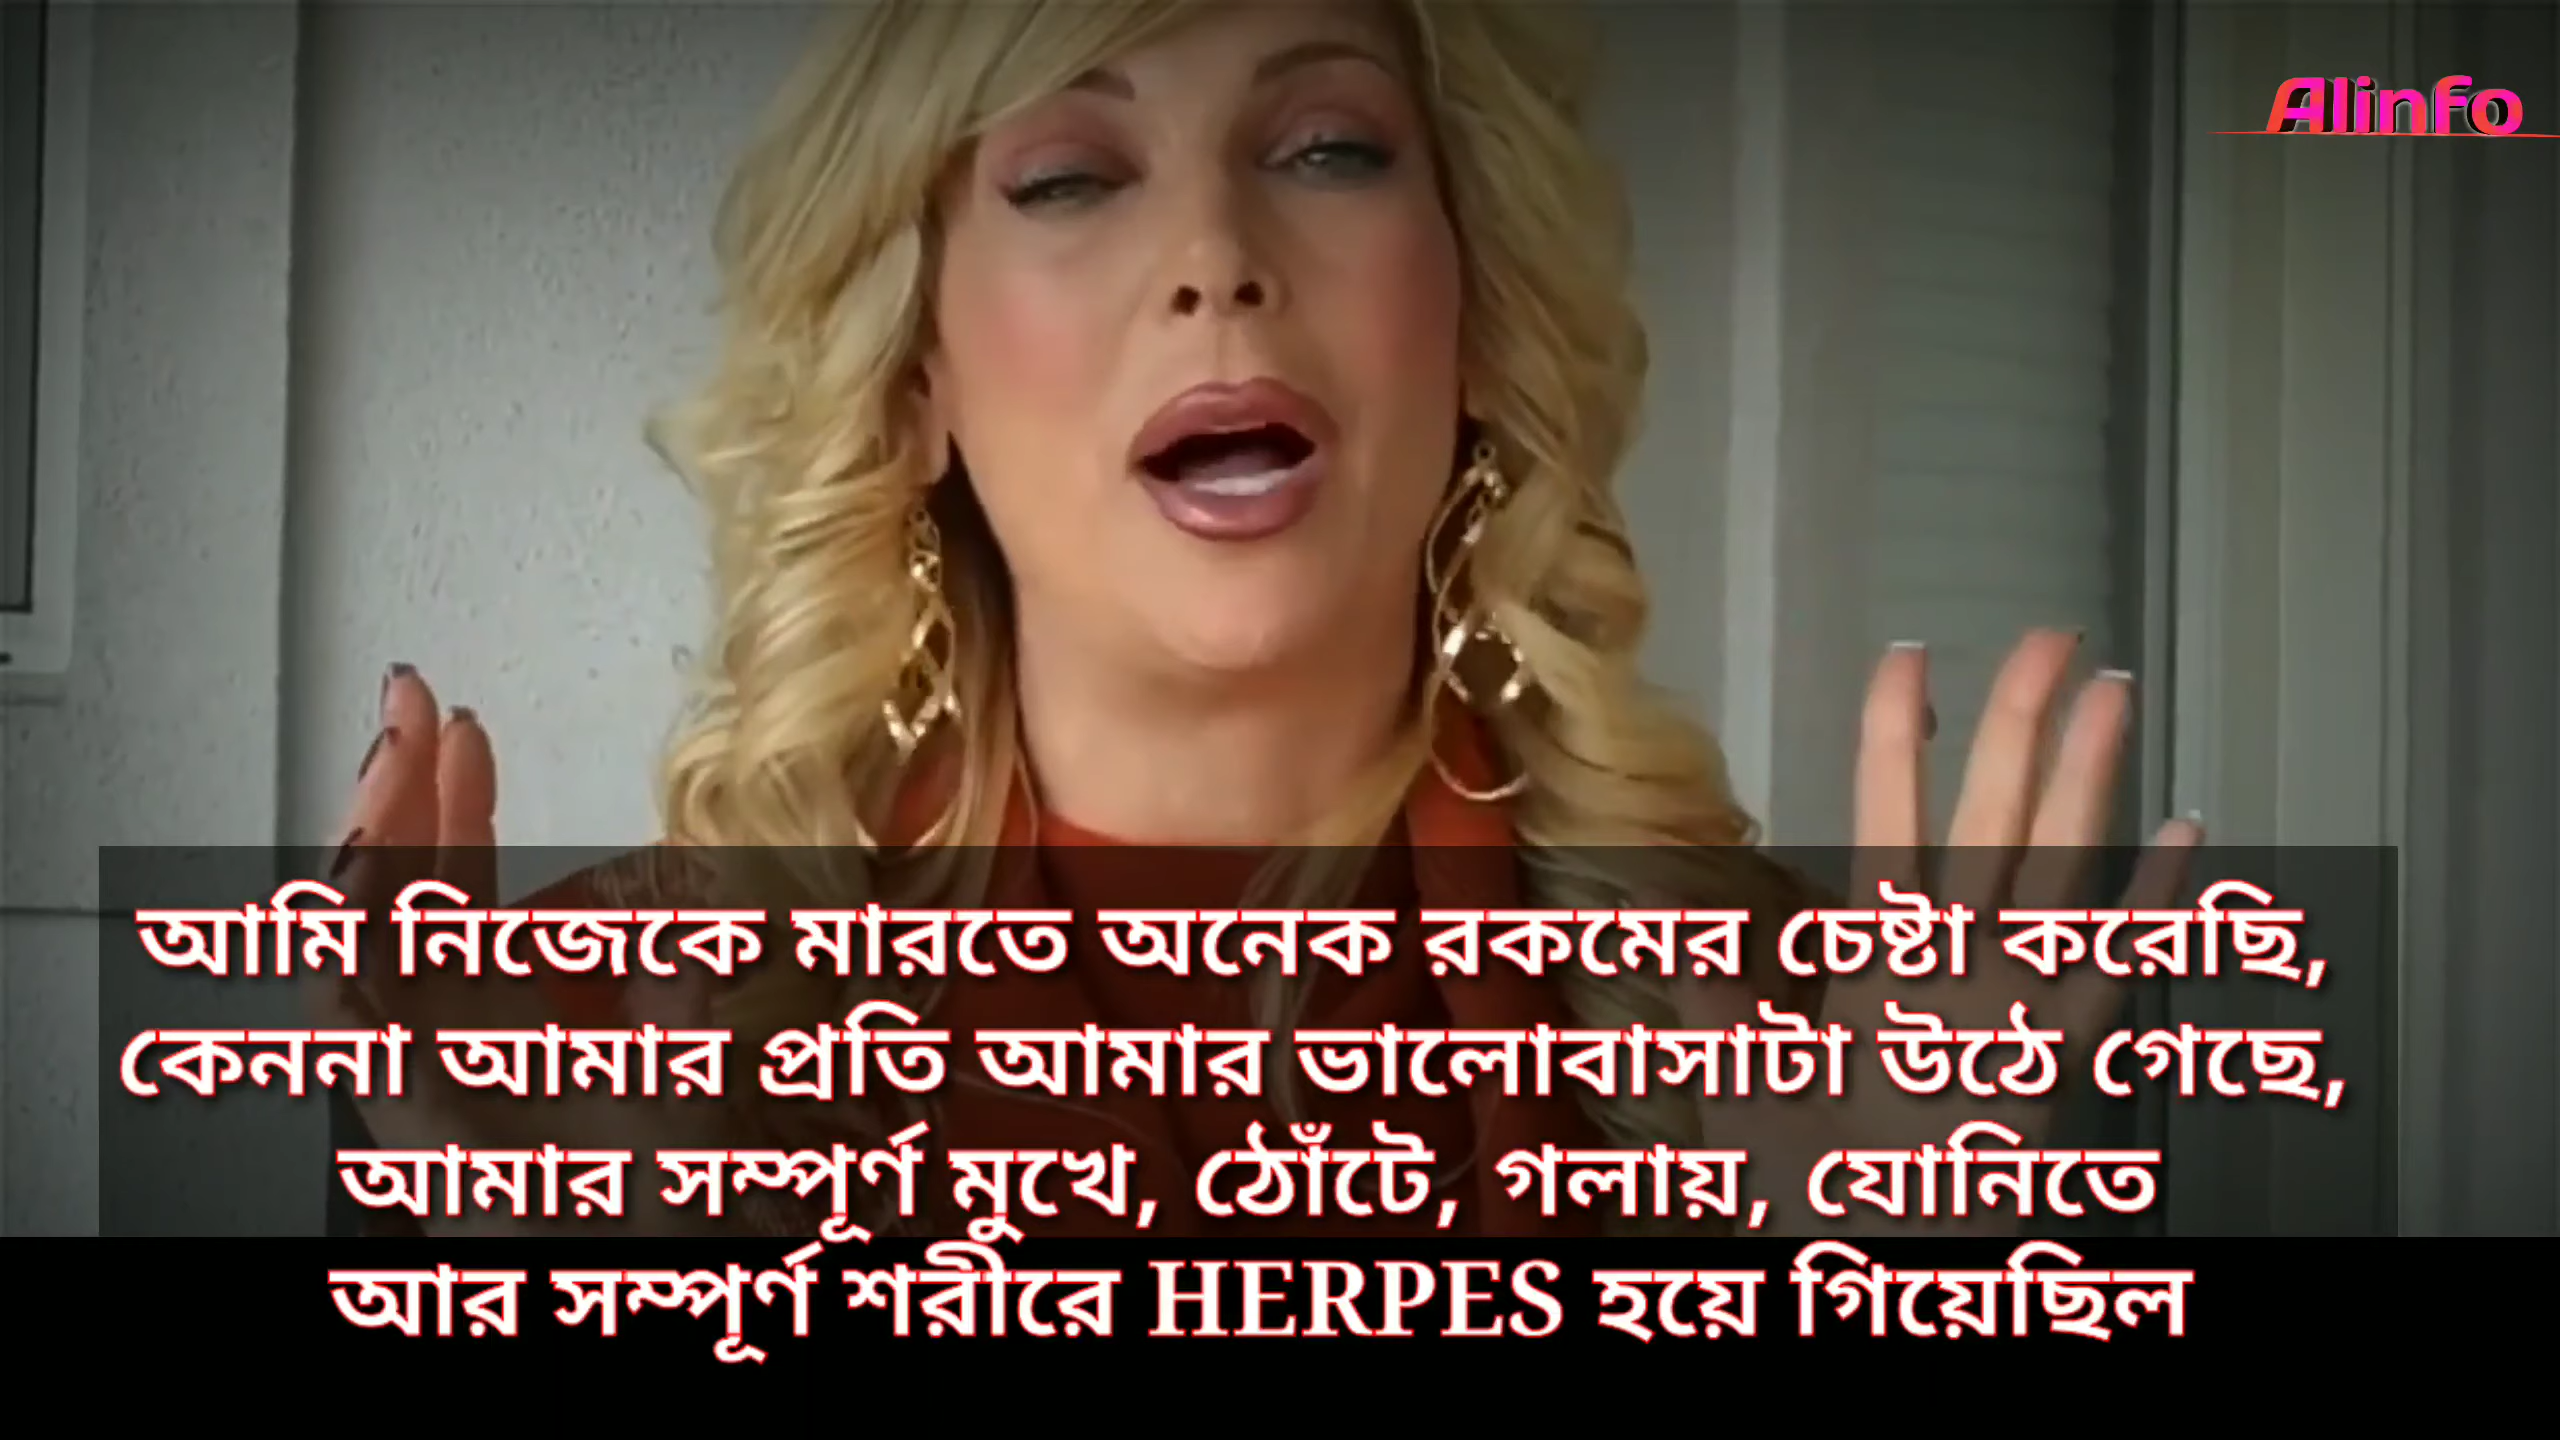 Alinfo
আমি নিজেকে মারতে অনেক রকমের চেষ্টা করেছি,
কেননা আমার প্রতি আমার ভালোবাসাটা উঠে গেছে,
আমার সম্পূর্ণ মুখে, ঠোঁটে, গলায়, যোনিতে
আর সম্পূর্ণ শরীরে HERPES হয়ে গিয়েছিল